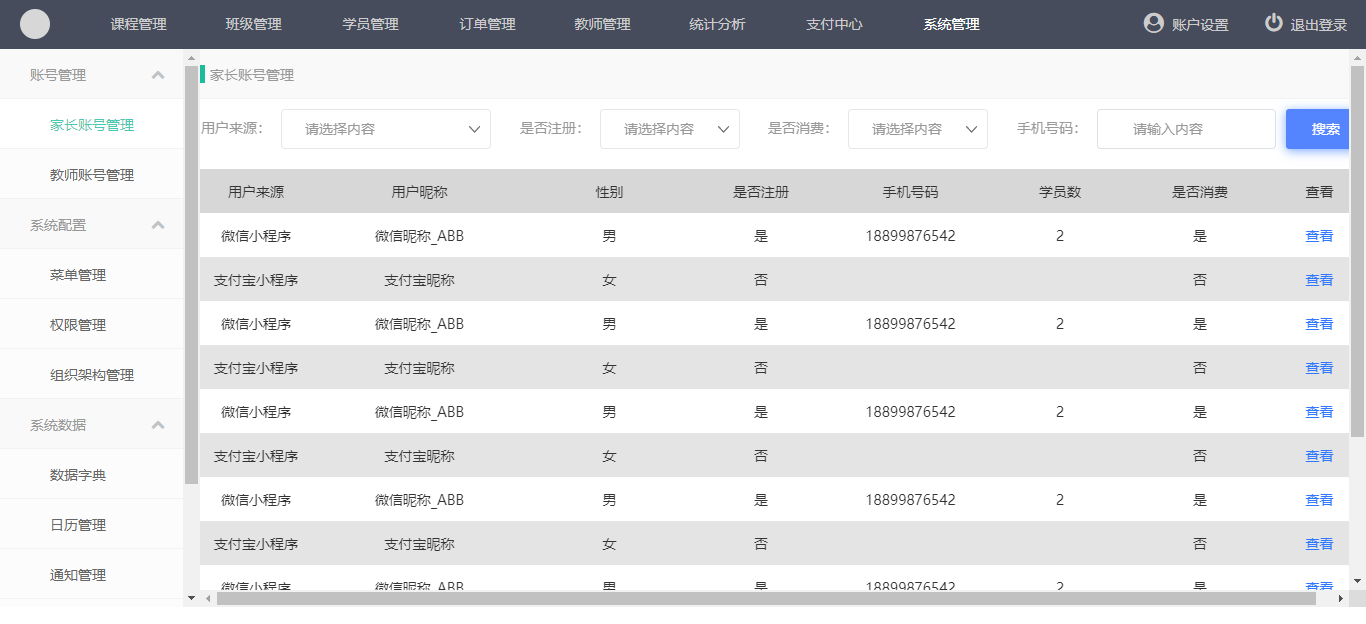 课程管理 班级管理 学员管理 订单管理 教师管理 统计分析 支付中心 系统管理 账户设置 退出登录
账号管理
家长账号管理
教师账号管理
系统配置
菜单管理
权限管理
组织架构管理
系统数据
数据字典
日历管理
通知管理
家长账号管理
用户来源： 请选择内容 是否注册： 请选择内容 是否消费： 请选择内容 手机号码： 请输入内容 搜索
用户来源 用户昵称 性别 是否注册 手机号码 学员数 是否消费 查看
微信小程序 微信昵称_ABB 男 是 18899876542 2 是 查看
支付宝小程序 支付宝昵称 女 否 否 查看
微信小程序 微信昵称_ABB 男 是 18899876542 2 是 查看
支付宝小程序 支付宝昵称 女 否 否 查看
微信小程序 微信昵称_ABB 男 是 18899876542 2 是 查看
支付宝小程序 支付宝昵称 女 否 否 查看
微信小程序 微信昵称_ABB 男 是 18899876542 2 是 查看
支付宝小程序 支付宝昵称 女 否 否 查看
微信小程序 微信昵称_ABB 男 是 18899876542 2 是 查看